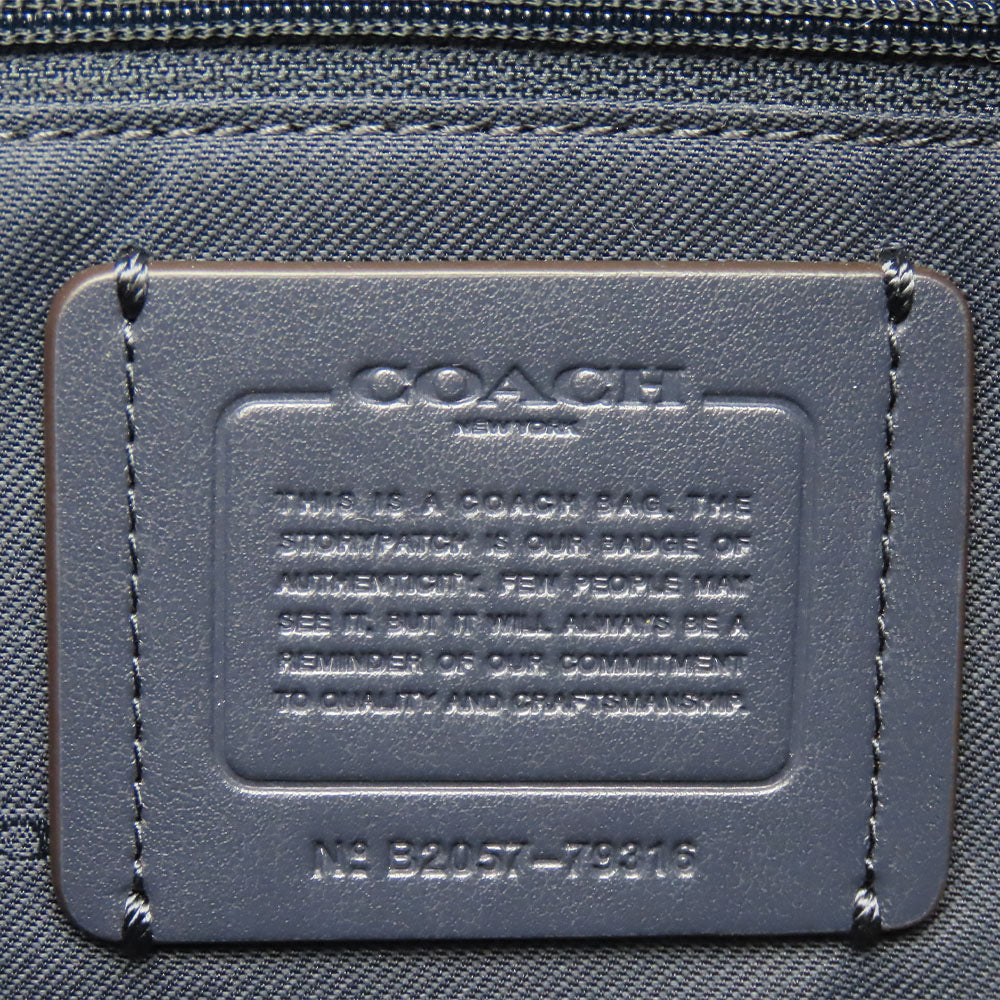 COACH
NEW YORK
THIS IS A COACH BAG. THE
STORYPATCH IS OUR BADGE OF
AUTHENTICITY. FEW PEOPLE MAY
SEE IT, BUT IT WILL ALWAYS BE A
REMINDER OF OUR COMMITMENT
TO QUALITY AND CRAFTSMANSHIP.
Nº B2057-79316